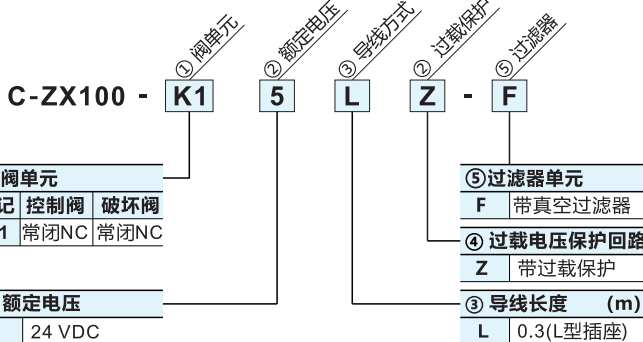 ①阀单元
②额定电压
③导线方式
②过载保护
⑤过滤器
C-ZX100 - K1 5 L Z - F
阀单元
记 控制阀 破坏阀
1 常闭NC 常闭NC
额定电压
24 VDC
⑤过滤器单元
F 带真空过滤器
④ 过载电压保护回路
Z 带过载保护
③ 导线长度 (m)
L 0.3(L型插座)